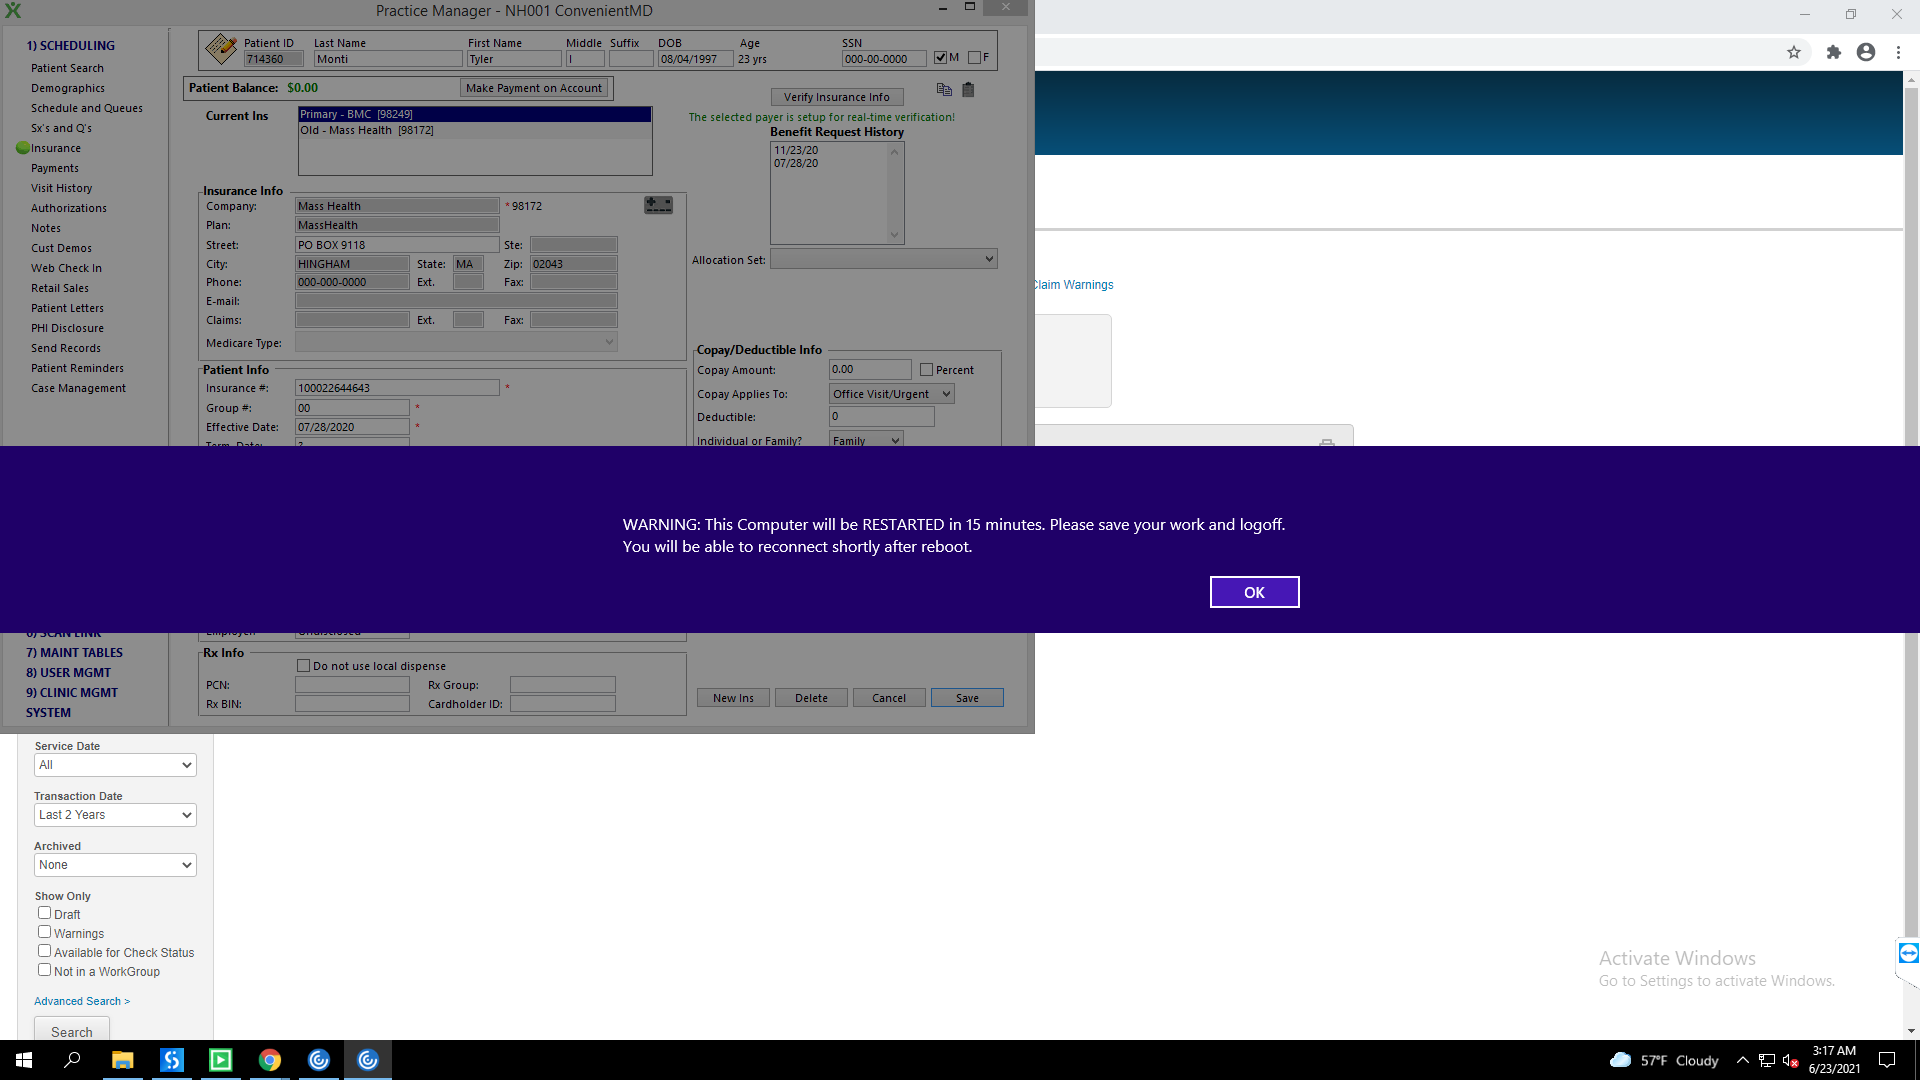 Practice Manager - NH001 ConvenientMD
1) SCHEDULING
Patient Search
Demographics
Schedule and Queues
Sx's and Q's
Insurance
Payments
Visit History
Authorizations
Notes
Cust Demos
Web Check In
Retail Sales
Patient Letters
PHI Disclosure
Send Records
Patient Reminders
Case Management
Patient ID Last Name First Name Middle Suffix DOB Age SSN
714360 Monti Tyler I 08/04/1997 23 yrs 000-00-0000 M F
Patient Balance: $0.00 Make Payment on Account
Verify Insurance Info
Current Ins
Primary - BMC [98249]
Old - Mass Health [98172]
The selected payer is setup for real-time verification!
Benefit Request History
11/23/20
07/28/20
Allocation Set:
Insurance Info
Company: Mass Health * 98172
Plan: MassHealth
Street: PO BOX 9118 Ste:
City: HINGHAM State: MA Zip: 02043
Phone: 000-000-0000 Ext. Fax:
E-mail:
Claims: Ext. Fax:
Medicare Type:
Patient Info
Insurance #: 100022644643 *
Group #: 00 *
Effective Date: 07/28/2020 *
Term. Date: ?
Copay/Deductible Info
Copay Amount: 0.00 Percent
Copay Applies To: Office Visit/Urgent
Deductible: 0
Individual or Family? Family
Claim Warnings
WARNING: This Computer will be RESTARTED in 15 minutes. Please save your work and logoff.
You will be able to reconnect shortly after reboot.
OK
6) SCAN LINK
7) MAINT TABLES
8) USER MGMT
9) CLINIC MGMT
SYSTEM
Employer: Undisclosed
Rx Info
Do not use local dispense
PCN: Rx Group:
Rx BIN: Cardholder ID:
New Ins Delete Cancel Save
Service Date
All
Transaction Date
Last 2 Years
Archived
None
Show Only
Draft
Warnings
Available for Check Status
Not in a WorkGroup
Advanced Search >
Search
Activate Windows
Go to Settings to activate Windows.
57°F Cloudy
3:17 AM
6/23/2021